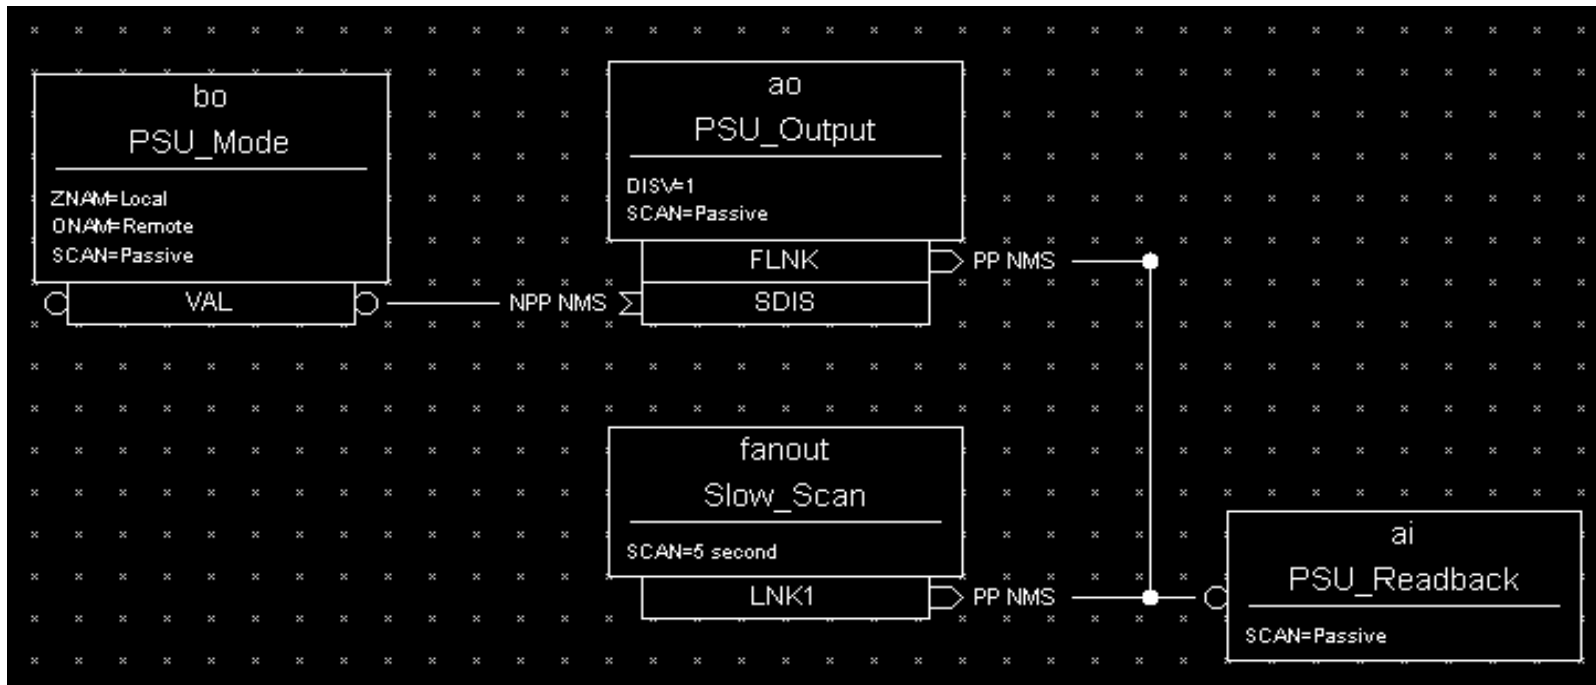 bo
PSU_Mode
ZNAM=Local
ONAM=Remote
SCAN=Passive
VAL
NPP NMS
ao
PSU_Output
DISV=1
SCAN=Passive
FLNK
PP NMS
SDIS
fanout
Slow_Scan
SCAN=5 second
LNK1
PP NMS
ai
PSU_Readback
SCAN=Passive